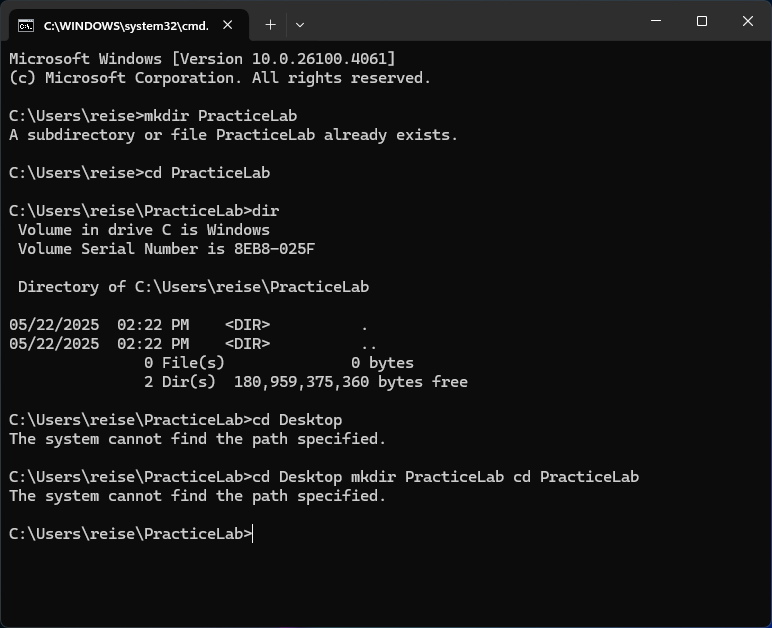 C:\WINDOWS\system32\cmd.
Microsoft Windows [Version 10.0.26100.4061]
(c) Microsoft Corporation. All rights reserved.
C:\Users\reise>mkdir PracticeLab
A subdirectory or file PracticeLab already exists.
C:\Users\reise>cd PracticeLab
C:\Users\reise\PracticeLab>dir
 Volume in drive C is Windows
 Volume Serial Number is 8EB8-025F
 Directory of C:\Users\reise\PracticeLab
05/22/2025  02:22 PM    <DIR>          .
05/22/2025  02:22 PM    <DIR>          ..
               0 File(s)              0 bytes
               2 Dir(s)  180,959,375,360 bytes free
C:\Users\reise\PracticeLab>cd Desktop
The system cannot find the path specified.
C:\Users\reise\PracticeLab>cd Desktop mkdir PracticeLab cd PracticeLab
The system cannot find the path specified.
C:\Users\reise\PracticeLab>